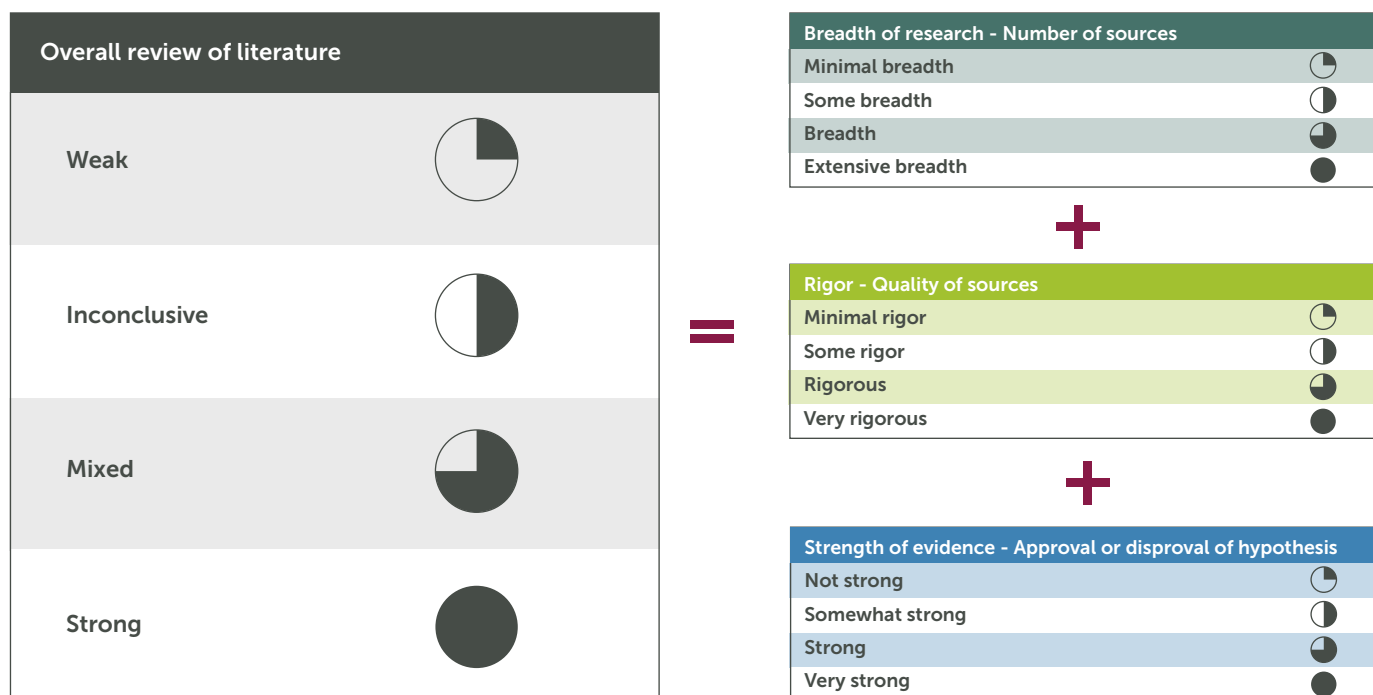 Overall review of literature
Weak
Inconclusive
Mixed
Strong
=
Breadth of research - Number of sources
Minimal breadth
Some breadth
Breadth
Extensive breadth
+
Rigor - Quality of sources
Minimal rigor
Some rigor
Rigorous
Very rigorous
+
Strength of evidence - Approval or disproval of hypothesis
Not strong
Somewhat strong
Strong
Very strong